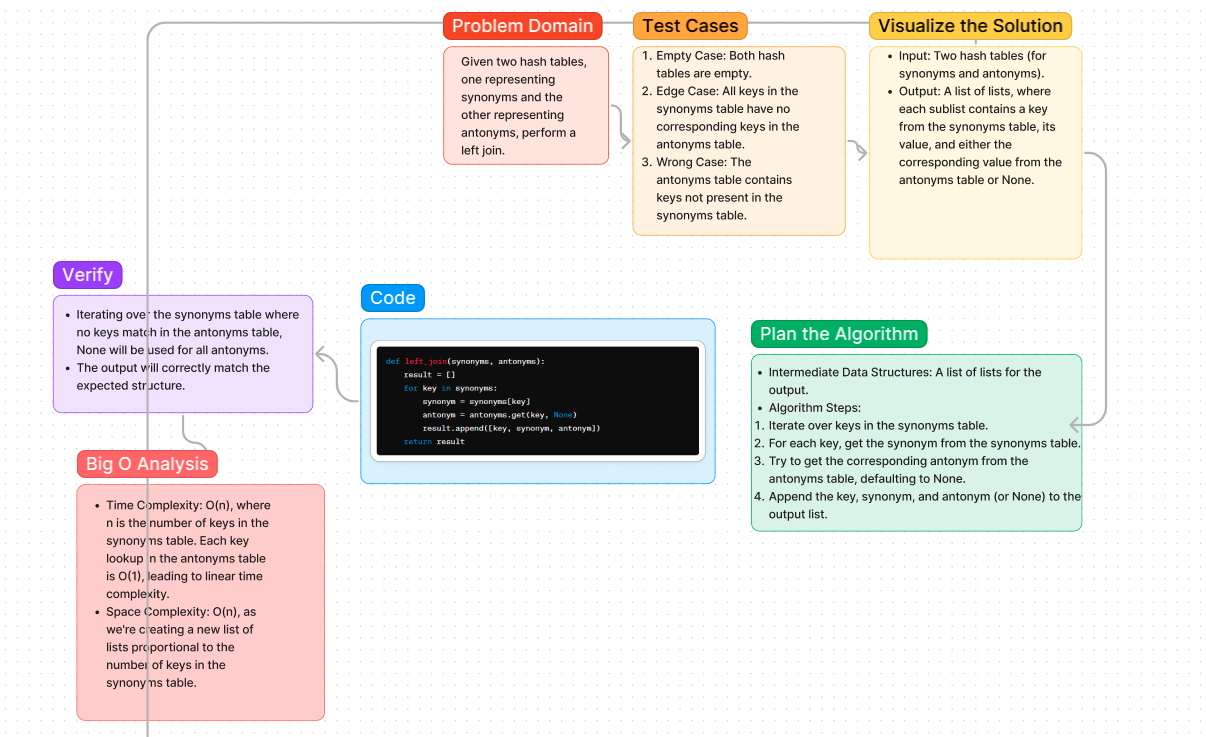 Problem Domain
Given two hash tables,
one representing
synonyms and the
other representing
antonyms, perform a
left join.
Test Cases
1. Empty Case: Both hash
tables are empty.
2. Edge Case: All keys in the
synonyms table have no
corresponding keys in the
antonyms table.
3. Wrong Case: The
antonyms table contains
keys not present in the
synonyms table.
Visualize the Solution
• Input: Two hash tables (for
synonyms and antonyms).
• Output: A list of lists, where
each sublist contains a key
from the synonyms table, its
value, and either the
corresponding value from the
antonyms table or None.
Plan the Algorithm
• Intermediate Data Structures: A list of lists for the
output.
• Algorithm Steps:
1. Iterate over keys in the synonyms table.
2. For each key, get the synonym from the synonyms table.
3. Try to get the corresponding antonym from the
antonyms table, defaulting to None.
4. Append the key, synonym, and antonym (or None) to the
output list.
Code
def left_join(synonyms, antonyms):
result = []
for key in synonyms:
synonym = synonyms[key]
antonym = antonyms.get(key, None)
result.append([key, synonym, antonym])
return result
Verify
• Iterating over the synonyms table where
no keys match in the antonyms table,
None will be used for all antonyms.
• The output will correctly match the
expected structure.
Big O Analysis
• Time Complexity: O(n), where
n is the number of keys in the
synonyms table. Each key
lookup in the antonyms table
is O(1), leading to linear time
complexity.
• Space Complexity: O(n), as
we're creating a new list of
lists proportional to the
number of keys in the
synonyms table.